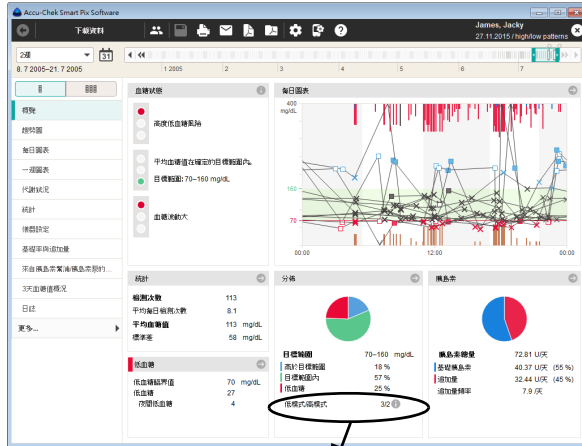 Accu-Chek Smart Pix Software
下載資料
James, Jacky
27.11.2015 / high/low patterns
2週
31
8. 7 2005–21. 7 2005
1 2005 2 3 4 5 6 7
概覽
趨勢圖
每日圖表
一週圖表
代謝狀況
統計
儀器設定
基礎率與追加量
來自胰島素幫浦/胰島素原的...
3天血糖值概況
日誌
更多...
血糖狀態
高度低血糖風險
平均血糖值在確定的目標範圍內。
目標範圍: 70–160 mg/dL
血糖波動大
每日圖表
400
mg/dL
160
70
00:00 12:00 00:00
統計
檢測次數 113
平均每日檢測次數 8.1
平均血糖值 113 mg/dL
標準差 58 mg/dL
低血糖
低血糖臨界值 70 mg/dL
低血糖 27
夜間低血糖 4
分佈
目標範圍 70–160 mg/dL
高於目標範圍 18 %
目標範圍內 57 %
低血糖 25 %
低模式/高模式 3/2
胰島素
胰島素總量 72.81 U/天
基礎胰島素 40.37 U/天 (55 %)
追加量 32.44 U/天 (45 %)
追加量頻率 7.9 /天